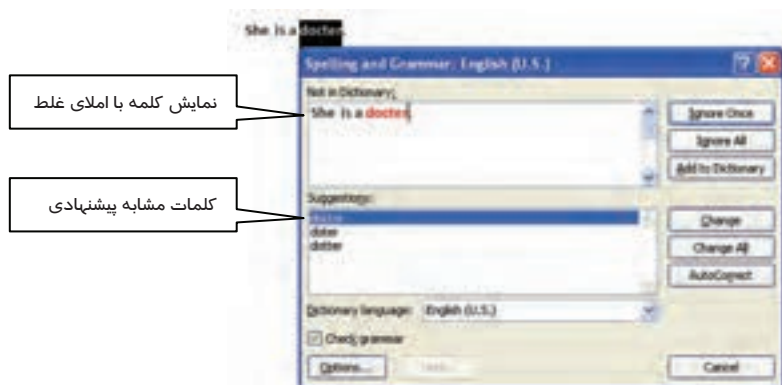 She is a docter
Spelling and Grammar: English (U.S.)
Not in Dictionary:
نمایش کلمه با املای غلط
She is a docter.
Ignore Once
Ignore All
Add to Dictionary
Suggestions:
کلمات مشابه پیشنهادی
doter
dotter
Change
Change All
AutoCorrect
Dictionary language: English (U.S.)
Check grammar
Options...
Cancel